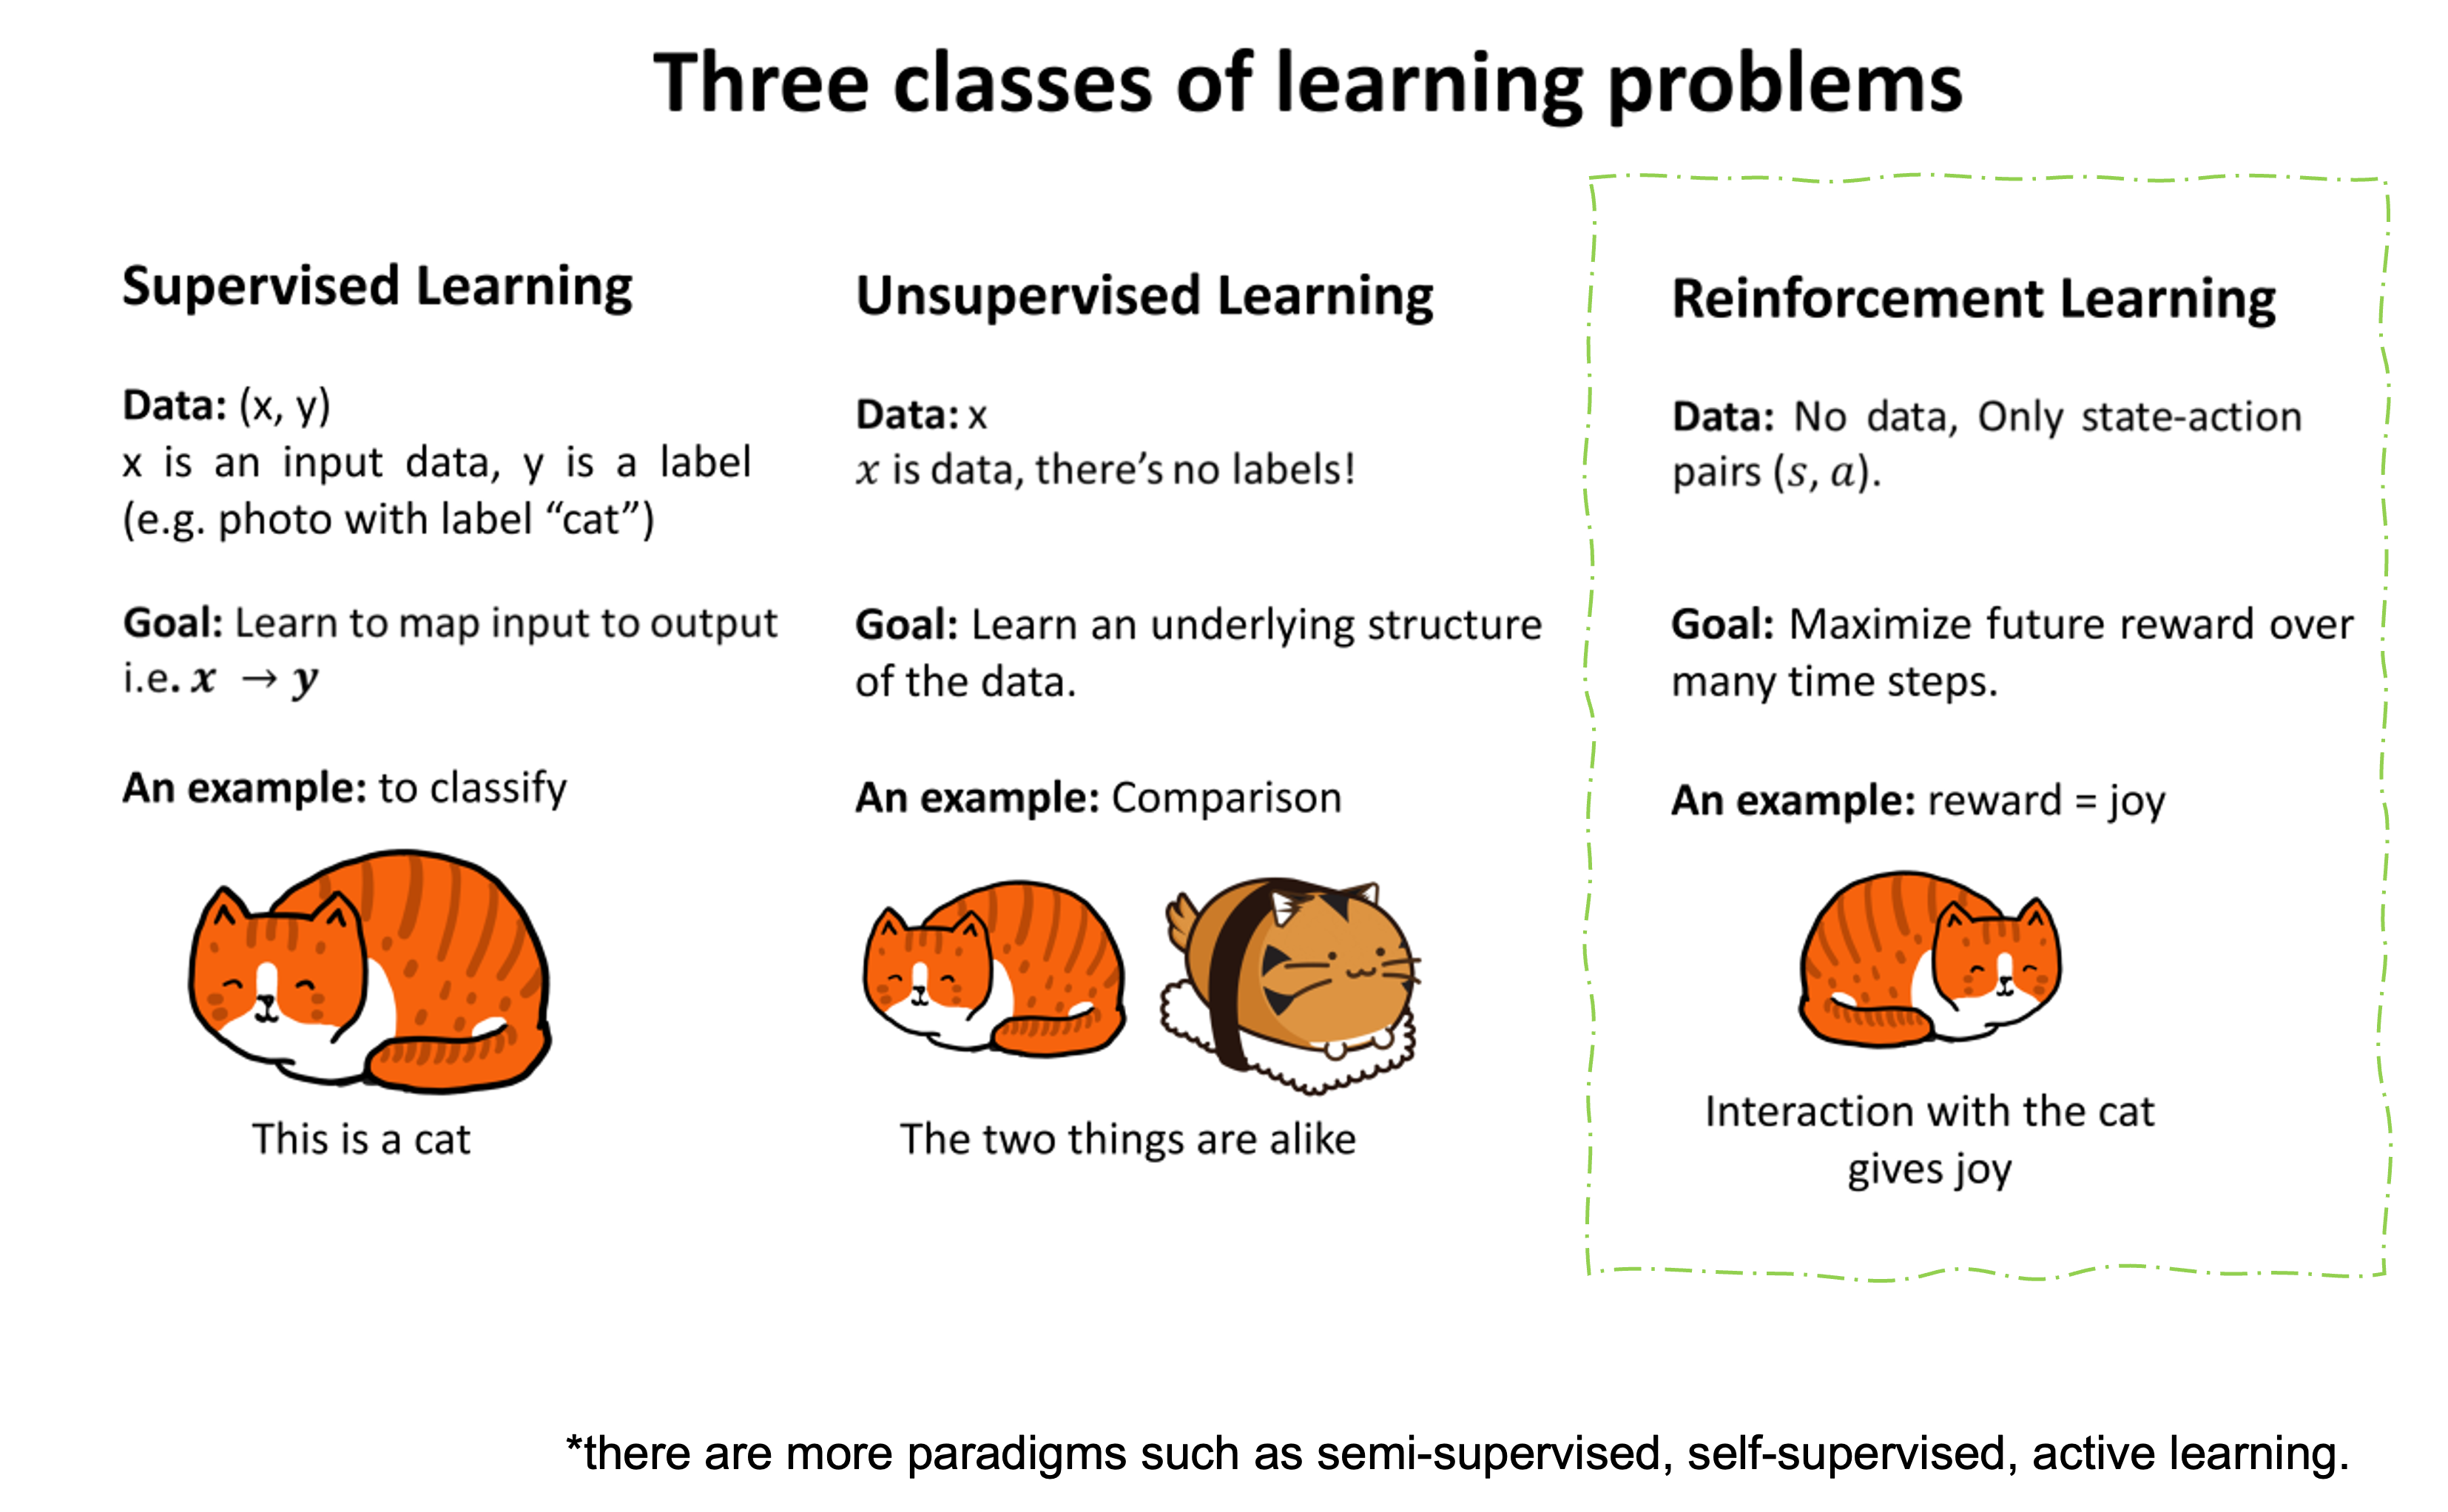 Three classes of learning problems
Supervised Learning
Data: (x, y)
x is an input data, y is a label
(e.g. photo with label “cat”)
Goal: Learn to map input to output
i.e. x → y
An example: to classify
This is a cat
Unsupervised Learning
Data: x
x is data, there’s no labels!
Goal: Learn an underlying structure
of the data.
An example: Comparison
The two things are alike
Reinforcement Learning
Data: No data, Only state-action
pairs (s, a).
Goal: Maximize future reward over
many time steps.
An example: reward = joy
Interaction with the cat
gives joy
*there are more paradigms such as semi-supervised, self-supervised, active learning.